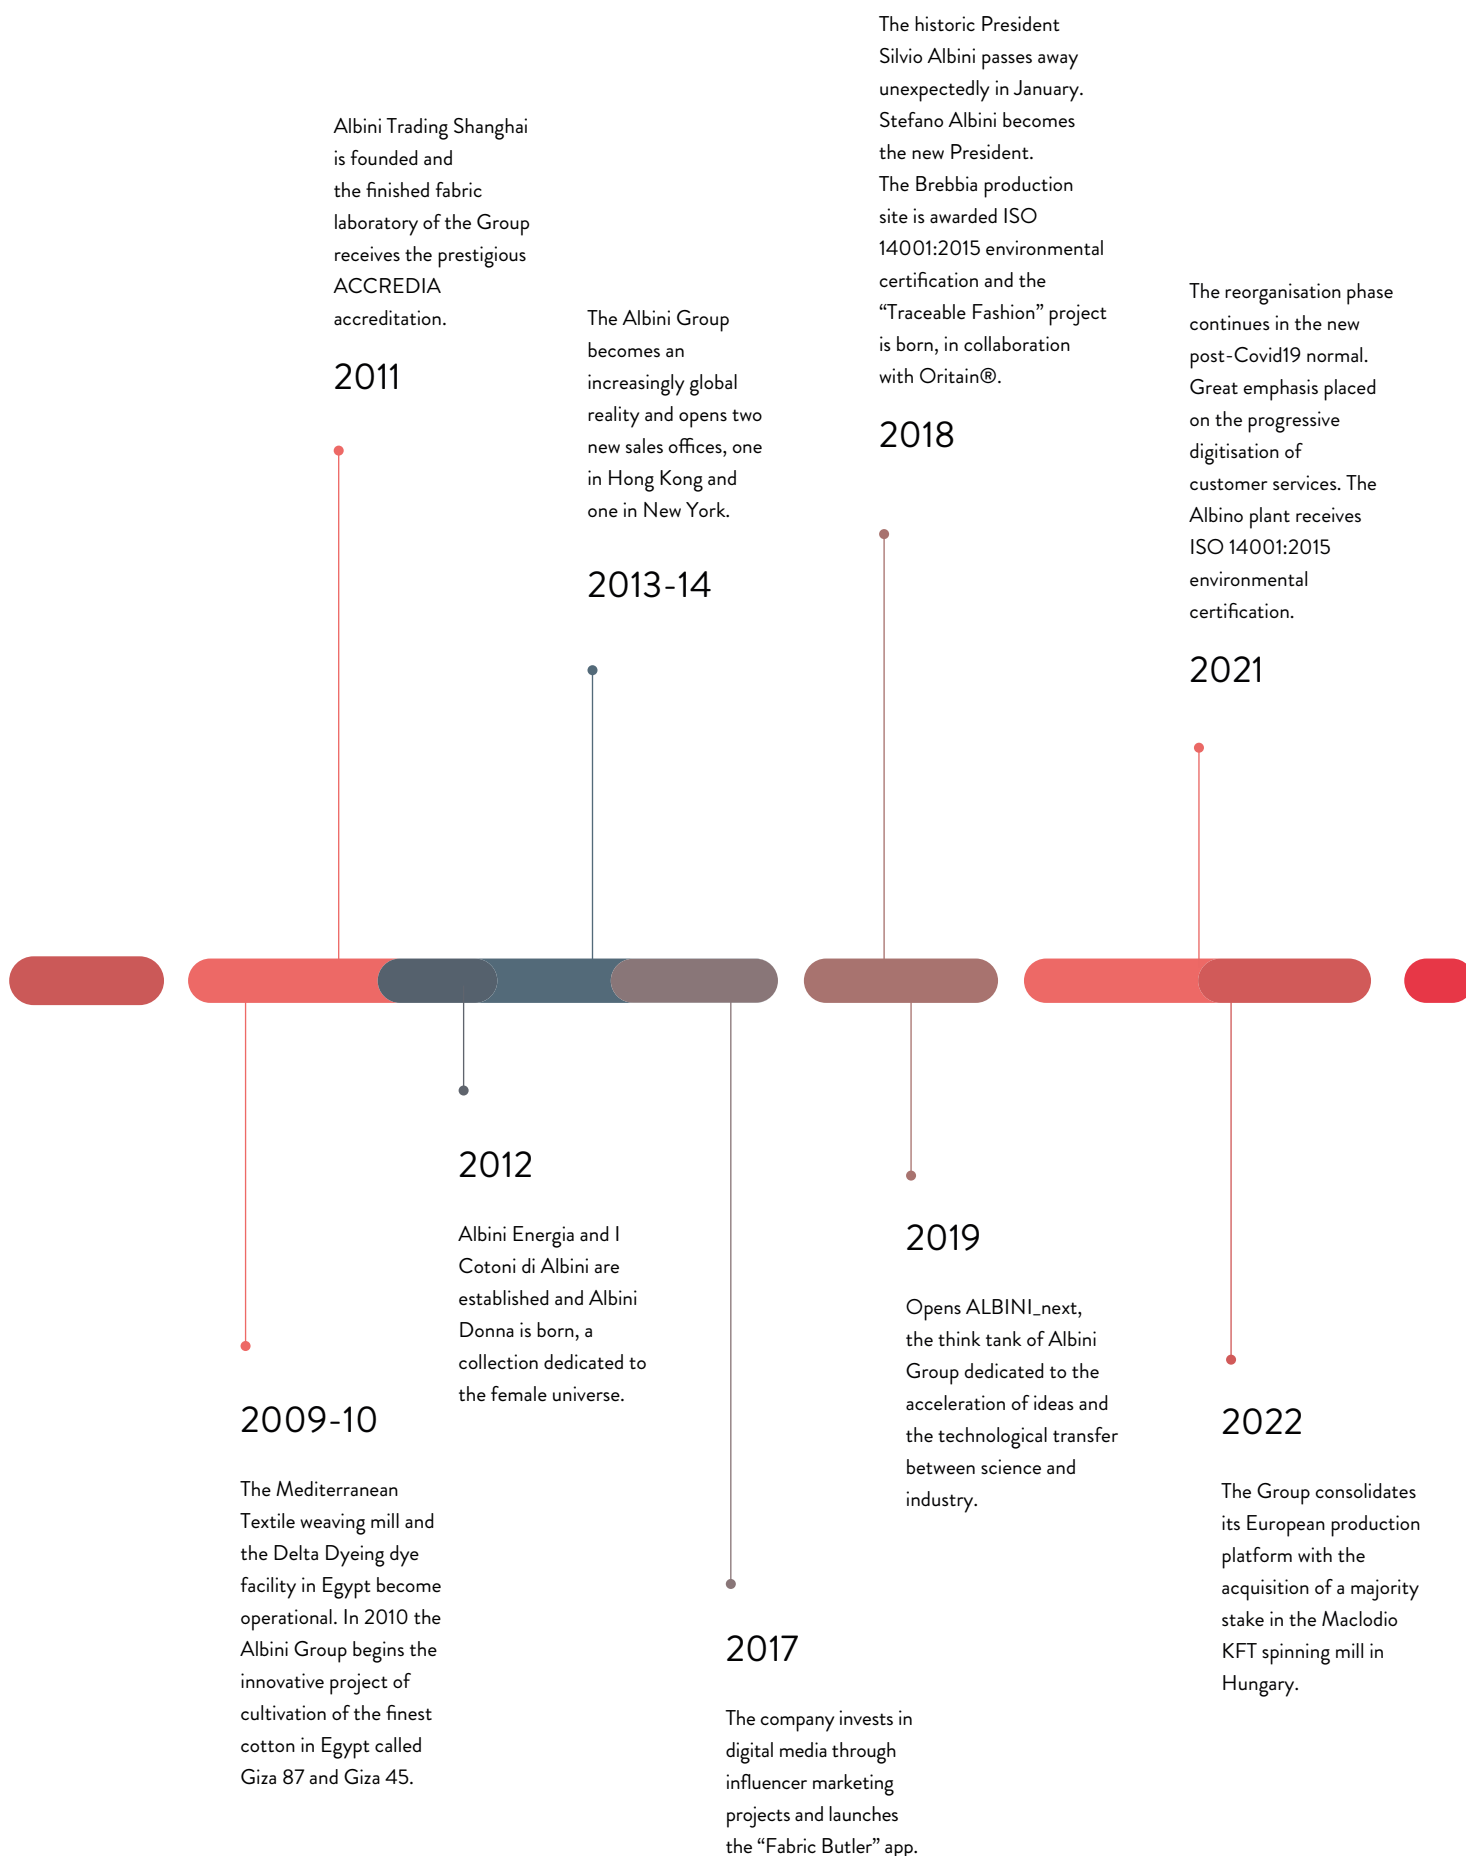 The historic President
Silvio Albini passes away
unexpectedly in January.
Stefano Albini becomes
the new President.
The Brebbia production
site is awarded ISO
14001:2015 environmental
certification and the
“Traceable Fashion” project
is born, in collaboration
with Oritain®.
2018
Albini Trading Shanghai
is founded and
the finished fabric
laboratory of the Group
receives the prestigious
ACCREDIA
accreditation.
2011
The Albini Group
becomes an
increasingly global
reality and opens two
new sales offices, one
in Hong Kong and
one in New York.
2013-14
The reorganisation phase
continues in the new
post-Covid19 normal.
Great emphasis placed
on the progressive
digitisation of
customer services. The
Albino plant receives
ISO 14001:2015
environmental
certification.
2021
2012
Albini Energia and I
Cotoni di Albini are
established and Albini
Donna is born, a
collection dedicated to
the female universe.
2019
Opens ALBINI_next,
the think tank of Albini
Group dedicated to the
acceleration of ideas and
the technological transfer
between science and
industry.
2009-10
The Mediterranean
Textile weaving mill and
the Delta Dyeing dye
facility in Egypt become
operational. In 2010 the
Albini Group begins the
innovative project of
cultivation of the finest
cotton in Egypt called
Giza 87 and Giza 45.
2022
The Group consolidates
its European production
platform with the
acquisition of a majority
stake in the Maclodio
KFT spinning mill in
Hungary.
2017
The company invests in
digital media through
influencer marketing
projects and launches
the “Fabric Butler” app.